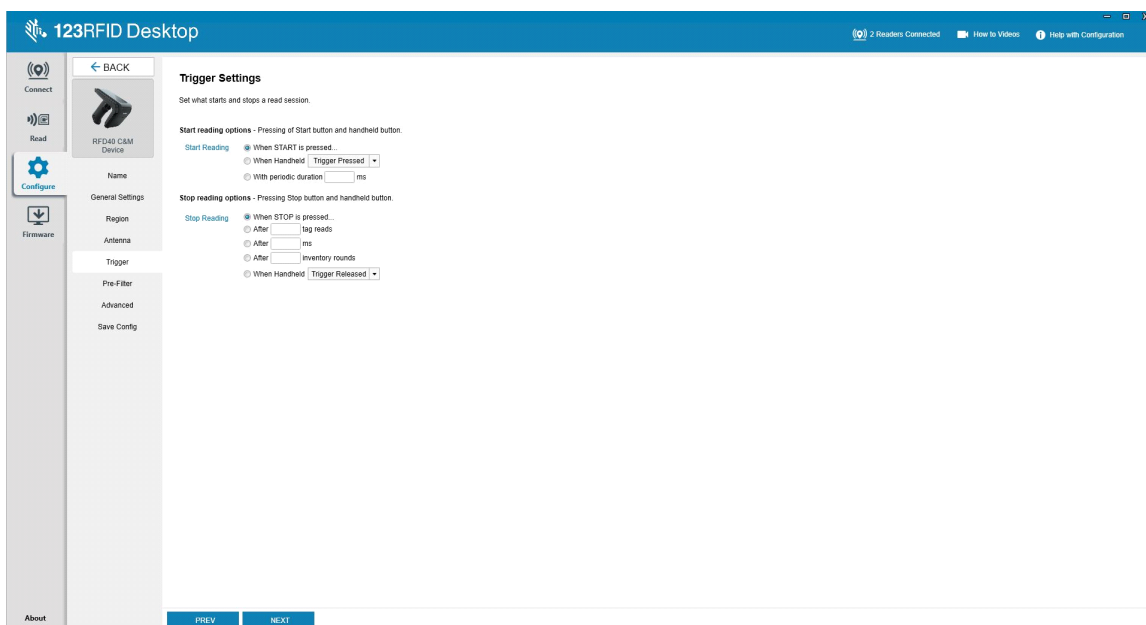 123RFID Desktop
2 Readers Connected
How to Videos
Help with Configuration
Connect
Read
Configure
Firmware
About
BACK
RFD40 C&M
Device
Name
General Settings
Region
Antenna
Trigger
Pre-Filter
Advanced
Save Config
Trigger Settings
Set what starts and stops a read session.
Start reading options - Pressing of Start button and handheld button.
Start Reading When START is pressed...
When Handheld Trigger Pressed
With periodic duration ms
Stop reading options - Pressing Stop button and handheld button.
Stop Reading When STOP is pressed...
After tag reads
After ms
After inventory rounds
When Handheld Trigger Released
PREV NEXT